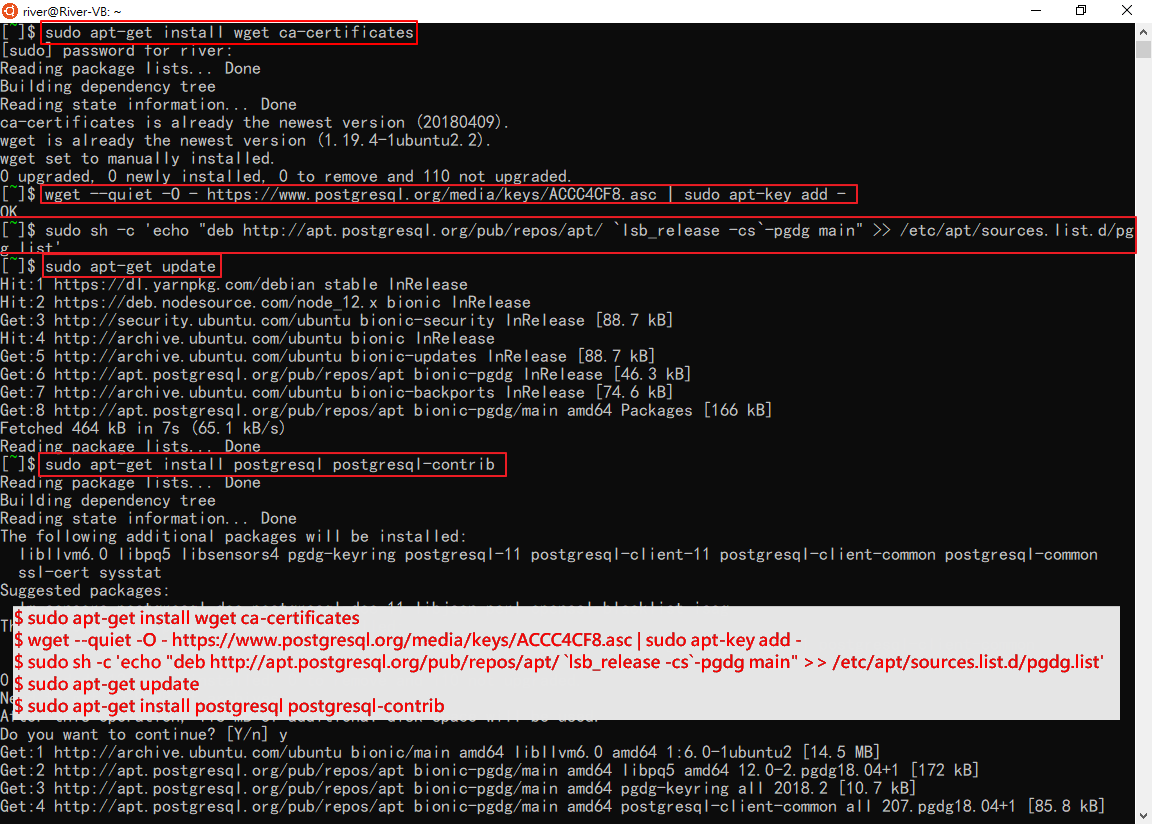 river@River-VB: ~
[~]$ sudo apt-get install wget ca-certificates
[sudo] password for river:
Reading package lists... Done
Building dependency tree
Reading state information... Done
ca-certificates is already the newest version (20180409).
wget is already the newest version (1.19.4-1ubuntu2.2).
wget set to manually installed.
0 upgraded, 0 newly installed, 0 to remove and 110 not upgraded.
[~]$ wget --quiet -O - https://www.postgresql.org/media/keys/ACCC4CF8.asc | sudo apt-key add -
OK
[~]$ sudo sh -c 'echo "deb http://apt.postgresql.org/pub/repos/apt/ `lsb_release -cs`-pgdg main" >> /etc/apt/sources.list.d/pg
g.list'
[~]$ sudo apt-get update
Hit:1 https://dl.yarnpkg.com/debian stable InRelease
Hit:2 https://deb.nodesource.com/node_12.x bionic InRelease
Get:3 http://security.ubuntu.com/ubuntu bionic-security InRelease [88.7 kB]
Hit:4 http://archive.ubuntu.com/ubuntu bionic InRelease
Get:5 http://archive.ubuntu.com/ubuntu bionic-updates InRelease [88.7 kB]
Get:6 http://apt.postgresql.org/pub/repos/apt bionic-pgdg InRelease [46.3 kB]
Get:7 http://archive.ubuntu.com/ubuntu bionic-backports InRelease [74.6 kB]
Get:8 http://apt.postgresql.org/pub/repos/apt bionic-pgdg/main amd64 Packages [166 kB]
Fetched 464 kB in 7s (65.1 kB/s)
Reading package lists... Done
[~]$ sudo apt-get install postgresql postgresql-contrib
Reading package lists... Done
Building dependency tree
Reading state information... Done
The following additional packages will be installed:
libllvm6.0 libpq5 libsensors4 pgdg-keyring postgresql-11 postgresql-client-11 postgresql-client-common postgresql-common
ssl-cert sysstat
Suggested packages:
$ sudo apt-get install wget ca-certificates
$ wget --quiet -O - https://www.postgresql.org/media/keys/ACCC4CF8.asc | sudo apt-key add -
$ sudo sh -c 'echo "deb http://apt.postgresql.org/pub/repos/apt/ `lsb_release -cs`-pgdg main" >> /etc/apt/sources.list.d/pgdg.list'
$ sudo apt-get update
$ sudo apt-get install postgresql postgresql-contrib
Do you want to continue? [Y/n] y
Get:1 http://archive.ubuntu.com/ubuntu bionic/main amd64 libllvm6.0 amd64 1:6.0-1ubuntu2 [14.5 MB]
Get:2 http://apt.postgresql.org/pub/repos/apt bionic-pgdg/main amd64 libpq5 amd64 12.0-2.pgdg18.04+1 [172 kB]
Get:3 http://apt.postgresql.org/pub/repos/apt bionic-pgdg/main amd64 pgdg-keyring all 2018.2 [10.7 kB]
Get:4 http://apt.postgresql.org/pub/repos/apt bionic-pgdg/main amd64 postgresql-client-common all 207.pgdg18.04+1 [85.8 kB]